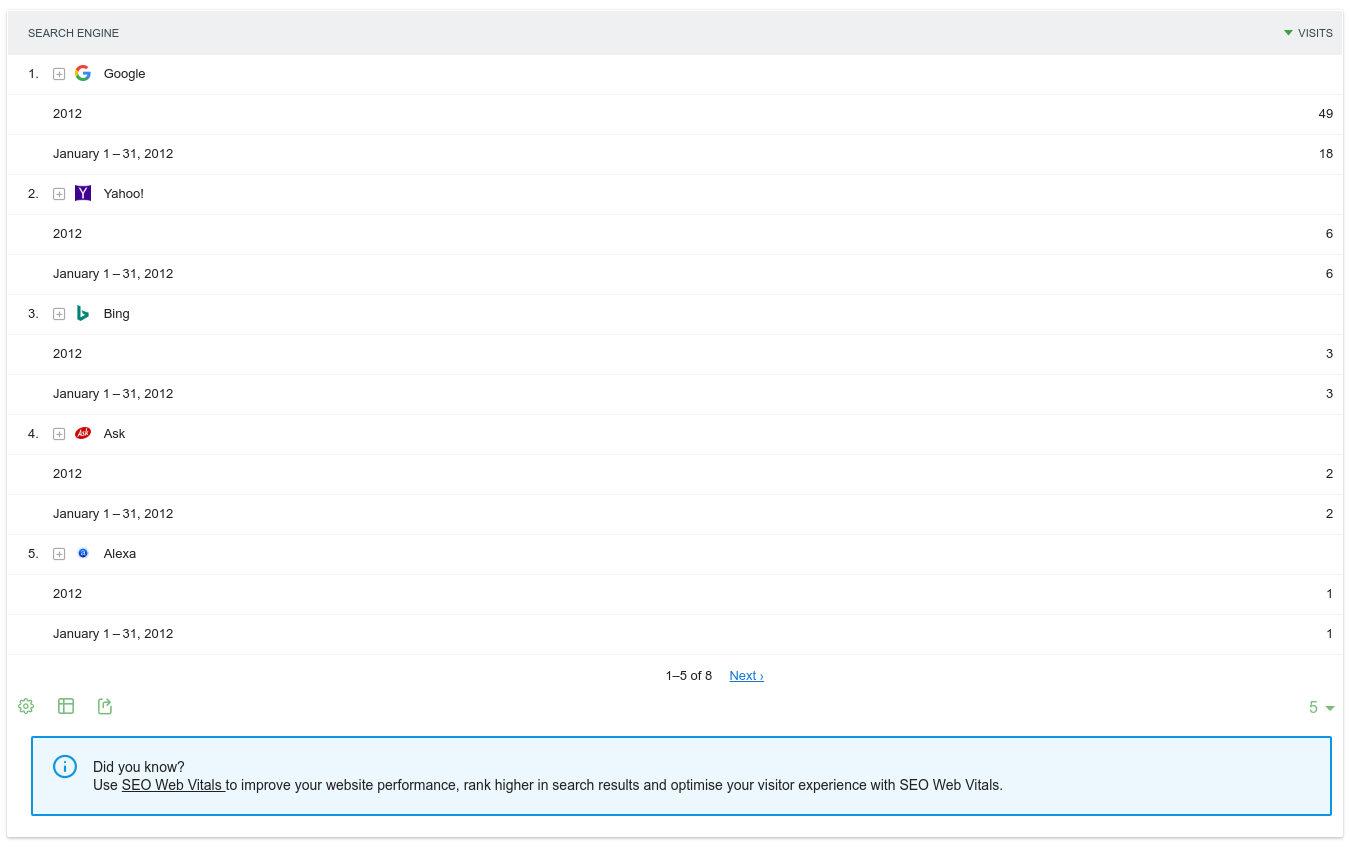 SEARCH ENGINE VISITS
1. Google
2012 49
January 1 – 31, 2012 18
2. Yahoo!
2012 6
January 1 – 31, 2012 6
3. Bing
2012 3
January 1 – 31, 2012 3
4. Ask
2012 2
January 1 – 31, 2012 2
5. Alexa
2012 1
January 1 – 31, 2012 1
1–5 of 8 Next ›
5
Did you know?
Use SEO Web Vitals to improve your website performance, rank higher in search results and optimise your visitor experience with SEO Web Vitals.